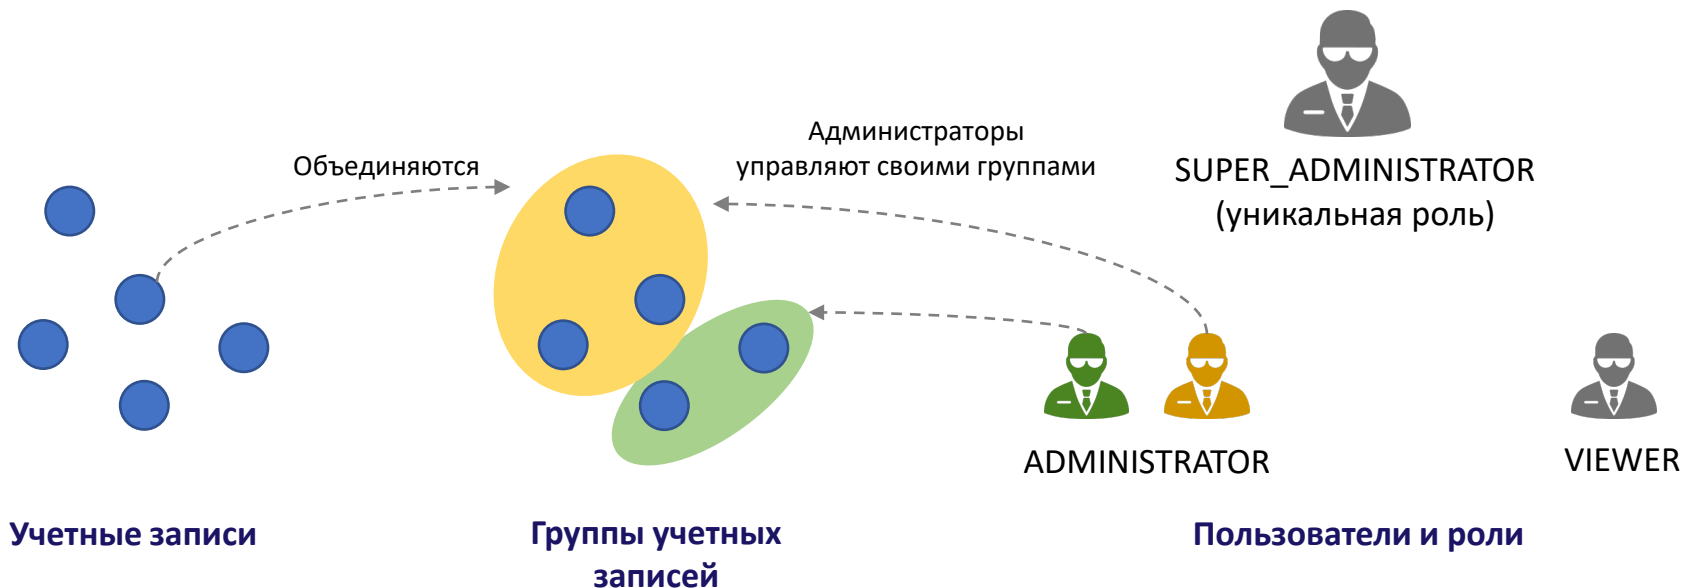 Объединяются
Администраторы
управляют своими группами
SUPER_ADMINISTRATOR
(уникальная роль)
ADMINISTRATOR
VIEWER
Учетные записи
Группы учетных
записей
Пользователи и роли